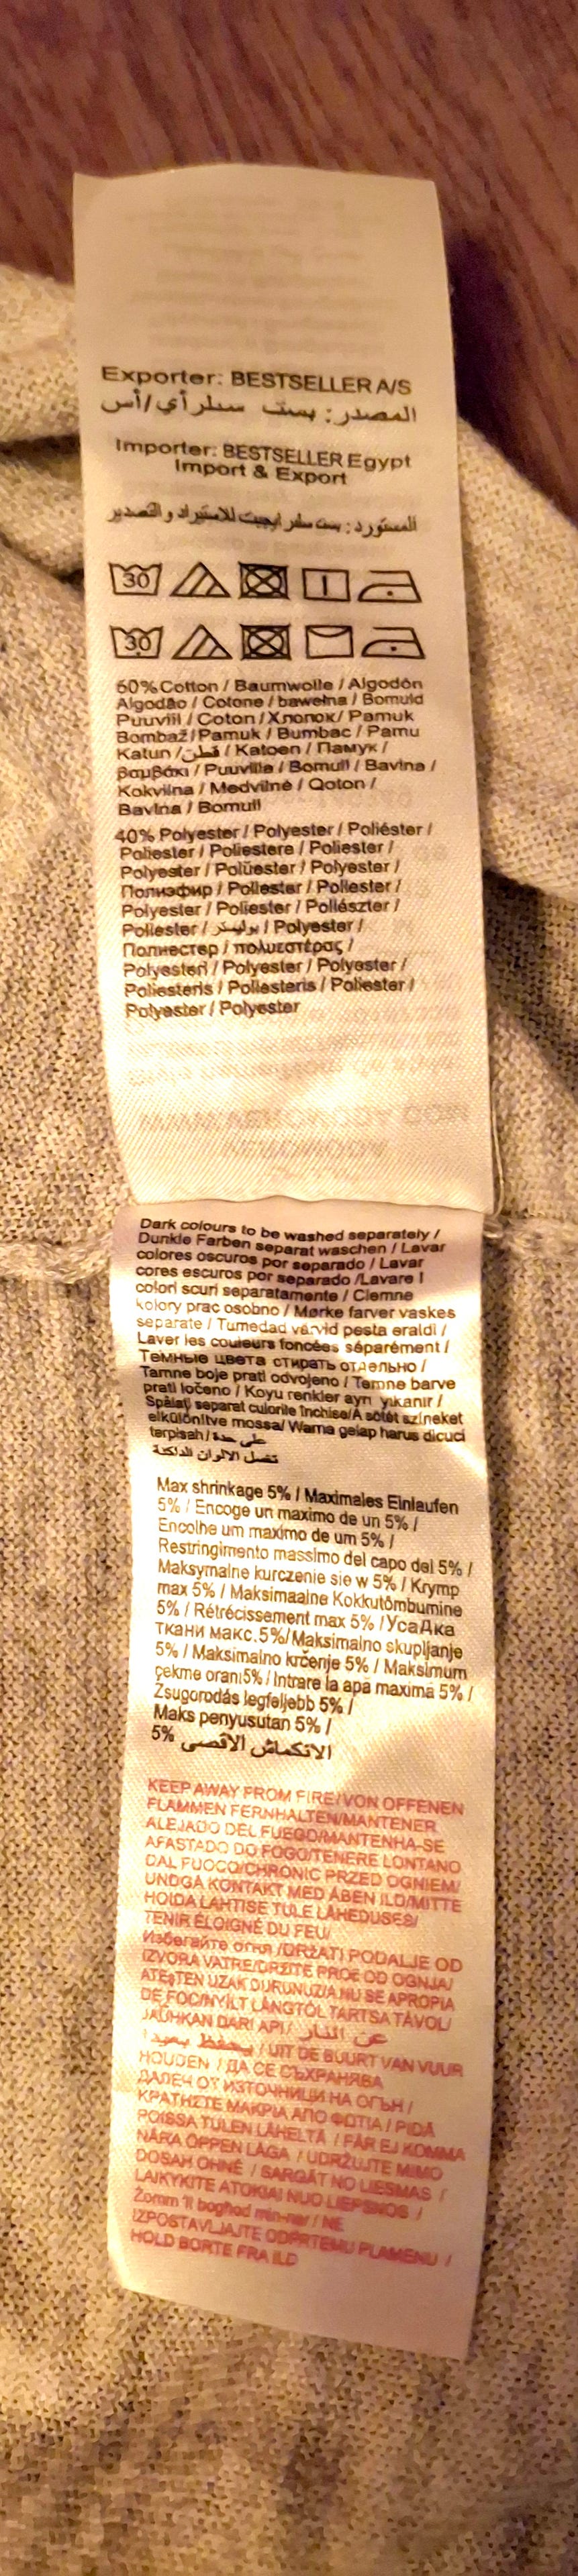 Exporter: BESTSELLER A/S
المصدر: بست سلر أي/أس
Importer: BESTSELLER Egypt
Import & Export
المستورد: بست سلر ايجبت للاستيراد و التصدير
30
30
60% Cotton / Baumwolle / Algodón
Algodão / Cotone / bawełna / Bomuld
Puuvill / Coton / Хлопок / Pamuk
Bombaž / Pamuk / Bumbac / Pamu
Katun / قطن / Katoen / Памук /
βαμβάκι / Puuvilla / Bomull / Bavlna /
Kokvilna / Medvilnė / Qoton /
Bavlna / Bomull
40% Polyester / Polyester / Poliéster /
Poliester / Poliestere / Poliester /
Polyester / Polüester / Polyester /
Полиэфир / Poliester / Poliester /
Polyester / Poliester / Poliészter /
Poliester / بوليستر / Polyester /
Полиестер / πολυεστέρας /
Polyesteri / Polyester / Polyester /
Poliesteris / Poliesteris / Poliester /
Polyester / Polyester
Dark colours to be washed separately /
Dunkle Farben separat waschen / Lavar
colores oscuros por separado / Lavar
cores escuros por separado /Lavare I
colori scuri separatamente / Ciemne
kolory prac osobno / Mørke farver vaskes
separate / Tumedad värvid pesta eraldi /
Laver les couleurs foncées séparément /
Темные цвета стирать отдельно /
Tamne boje prati odvojeno / Temne barve
prati ločeno / Koyu renkler ayrı yıkanır /
Spălaţi separat culorile închise/A sötét színeket
elkülönítve mossa/ Warna gelap harus dicuci
terpisah / على حدة
تغسل الالوان الداكنة
Max shrinkage 5% / Maximales Einlaufen
5% / Encoge un maximo de un 5% /
Encolhe um maximo de um 5% /
Restringimento massimo del capo del 5% /
Maksymalne kurczenie sie w 5% / Krymp
max 5% / Maksimaalne Kokkutõmbumine
5% / Rétrécissement max 5% /Усадка
ткани макс.5%/Maksimalno skupljanje
5% / Maksimalno krčenje 5% / Maksimum
çekme oranı5% / Intrare la apă maximă 5% /
Zsugorodás legfeljebb 5% /
Maks penyusutan 5% /
5% الانكماش الاقصى
KEEP AWAY FROM FIRE/VON OFFENEN
FLAMMEN FERNHALTEN/MANTENER
ALEJADO DEL FUEGO/MANTENHA-SE
AFASTADO DO FOGO/TENERE LONTANO
DAL FUOCO/CHRONIC PRZED OGNIEM/
UNDGÅ KONTAKT MED ÅBEN ILD/MITTE
HOIDA LAHTISE TULE LÄHEDUSES/
TENIR ÉLOIGNÉ DU FEU/
Избегайте огня /DRŽATI PODALJE OD
IZVORA VATRE/DRŽITE PROČ OD OGNJA/
ATEŞTEN UZAK DURUNUZ/A NU SE APROPIA
DE FOC/NYÍLT LÁNGTÓL TARTSA TÁVOL/
JAUHKAN DARI API / عن النار
يحفظ بعيدا / UIT DE BUURT VAN VUUR
HOUDEN / ДА СЕ СЪХРАНЯВА
ДАЛЕЧ ОТ ИЗТОЧНИЦИ НА ОГЪН /
ΚΡΑΤΗΣΤΕ ΜΑΚΡΙΑ ΑΠΟ ΦΩΤΙΑ / PIDÄ
POISSA TULEN LÄHELTÄ / FÅR EJ KOMMA
NÄRA ÖPPEN LÅGA / UDRŽUJTE MIMO
DOSAH OHNĚ / SARGĀT NO LIESMAS /
LAIKYKITE ATOKIAI NUO LIEPSNOS /
Żomm 'il bogħod min-nar / NE
IZPOSTAVLJAJTE ODPRTEMU PLAMENU /
HOLD BORTE FRA ILD